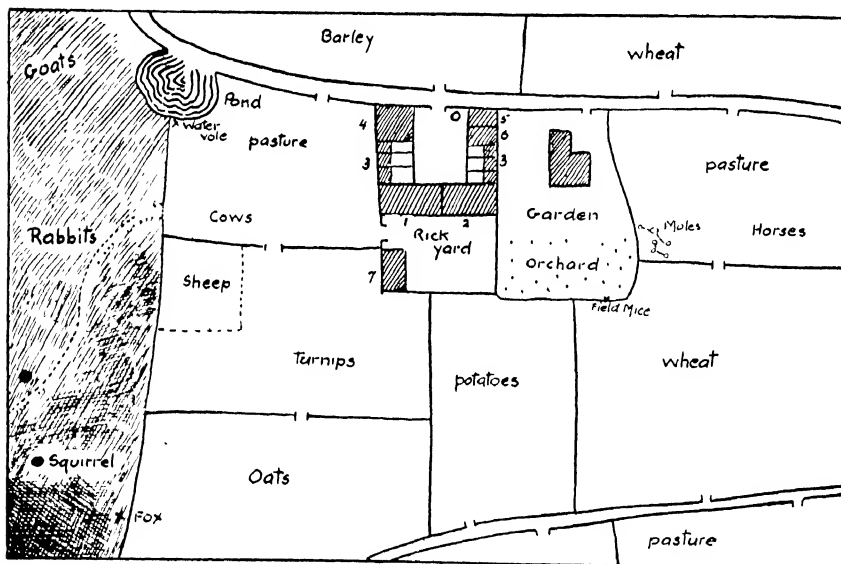 Barley
wheat
Goats
Pond
water
vole
pasture
4
0
5
6
3
3
pasture
Cows
1
2
Rick
yard
Garden
Moles
Horses
Rabbits
Orchard
Sheep
7
Field Mice
Turnips
potatoes
wheat
Squirrel
Oats
Fox
pasture